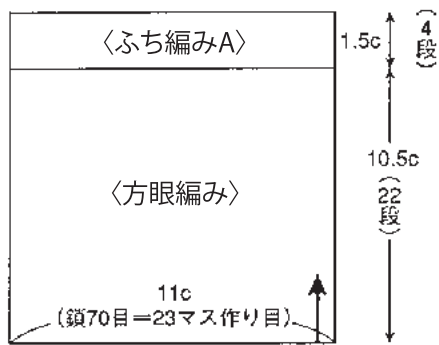 〈ふち編みA〉
1.5c
(4段)
〈方眼編み〉
10.5c
(22段)
11c
(鎖70目=23マス作り目)